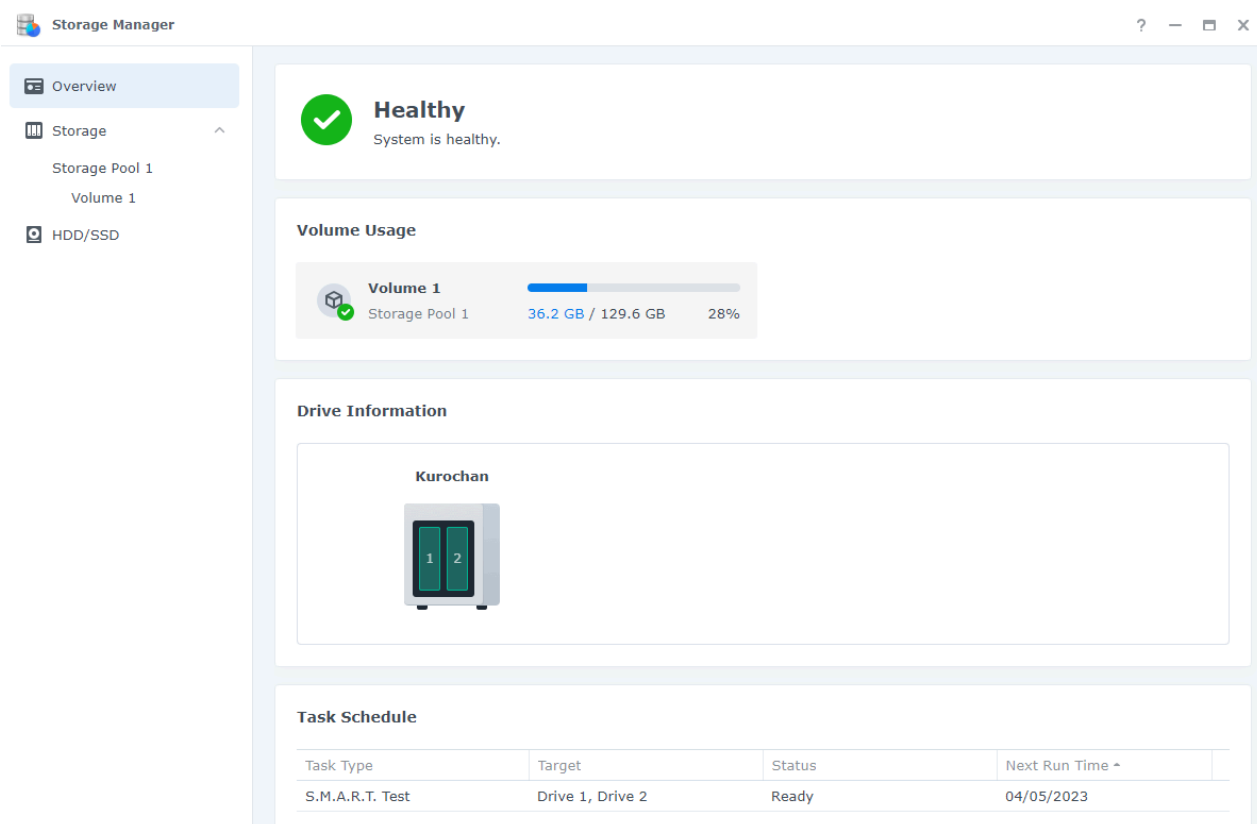 Storage Manager
?
Overview
Storage
Storage Pool 1
Volume 1
HDD/SSD
Healthy
System is healthy.
Volume Usage
Volume 1
Storage Pool 1
36.2 GB / 129.6 GB 28%
Drive Information
Kurochan
1 2
Task Schedule
Task Type Target Status Next Run Time
S.M.A.R.T. Test Drive 1, Drive 2 Ready 04/05/2023